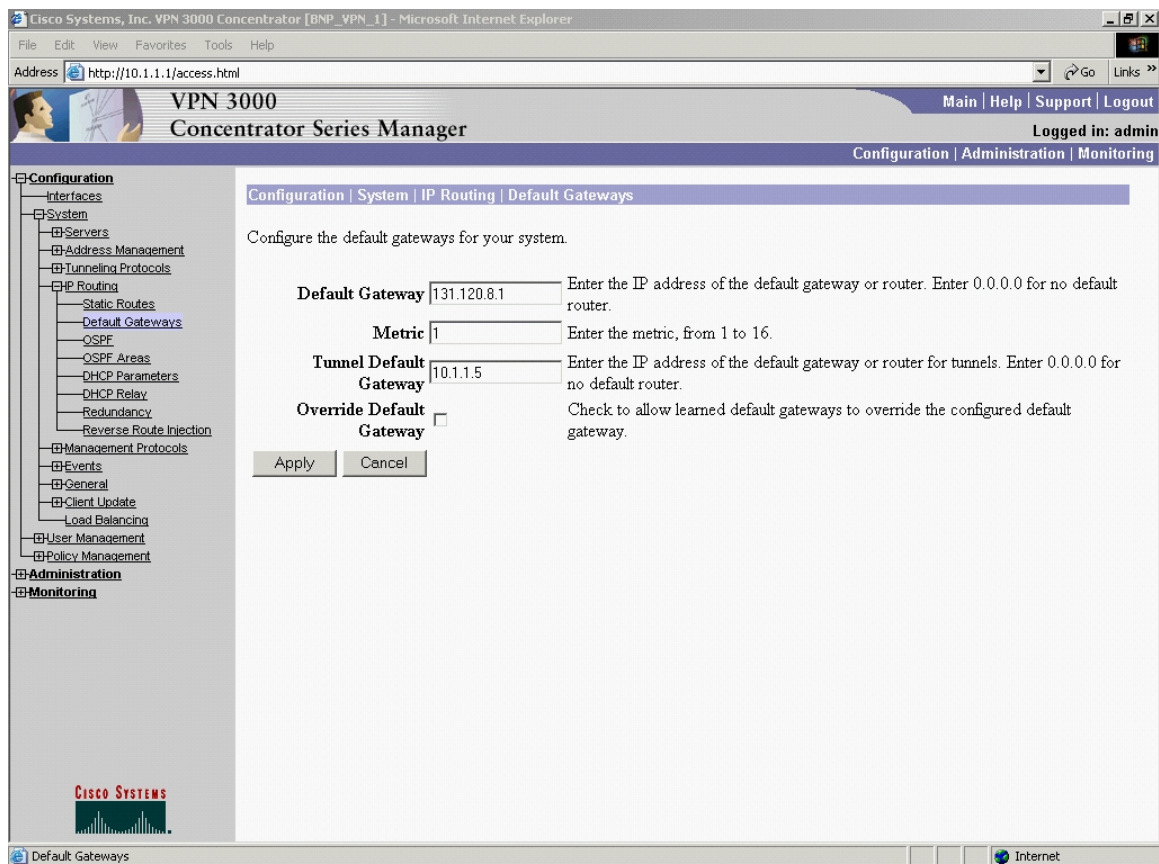 Cisco Systems, Inc. VPN 3000 Concentrator [BNP_VPN_1] - Microsoft Internet Explorer
File Edit View Favorites Tools Help
Address http://10.1.1.1/access.html Go Links »
VPN 3000
Concentrator Series Manager
Main | Help | Support | Logout
Logged in: admin
Configuration | Administration | Monitoring
Configuration
Interfaces
System
Servers
Address Management
Tunneling Protocols
IP Routing
Static Routes
Default Gateways
OSPF
OSPF Areas
DHCP Parameters
DHCP Relay
Redundancy
Reverse Route Injection
Management Protocols
Events
General
Client Update
Load Balancing
User Management
Policy Management
Administration
Monitoring
CISCO SYSTEMS
Configuration | System | IP Routing | Default Gateways
Configure the default gateways for your system.
Default Gateway 131.120.8.1 Enter the IP address of the default gateway or router. Enter 0.0.0.0 for no default
router.
Metric 1 Enter the metric, from 1 to 16.
Tunnel Default
Gateway 10.1.1.5 Enter the IP address of the default gateway or router for tunnels. Enter 0.0.0.0 for
no default router.
Override Default
Gateway Check to allow learned default gateways to override the configured default
gateway.
Apply Cancel
Default Gateways Internet